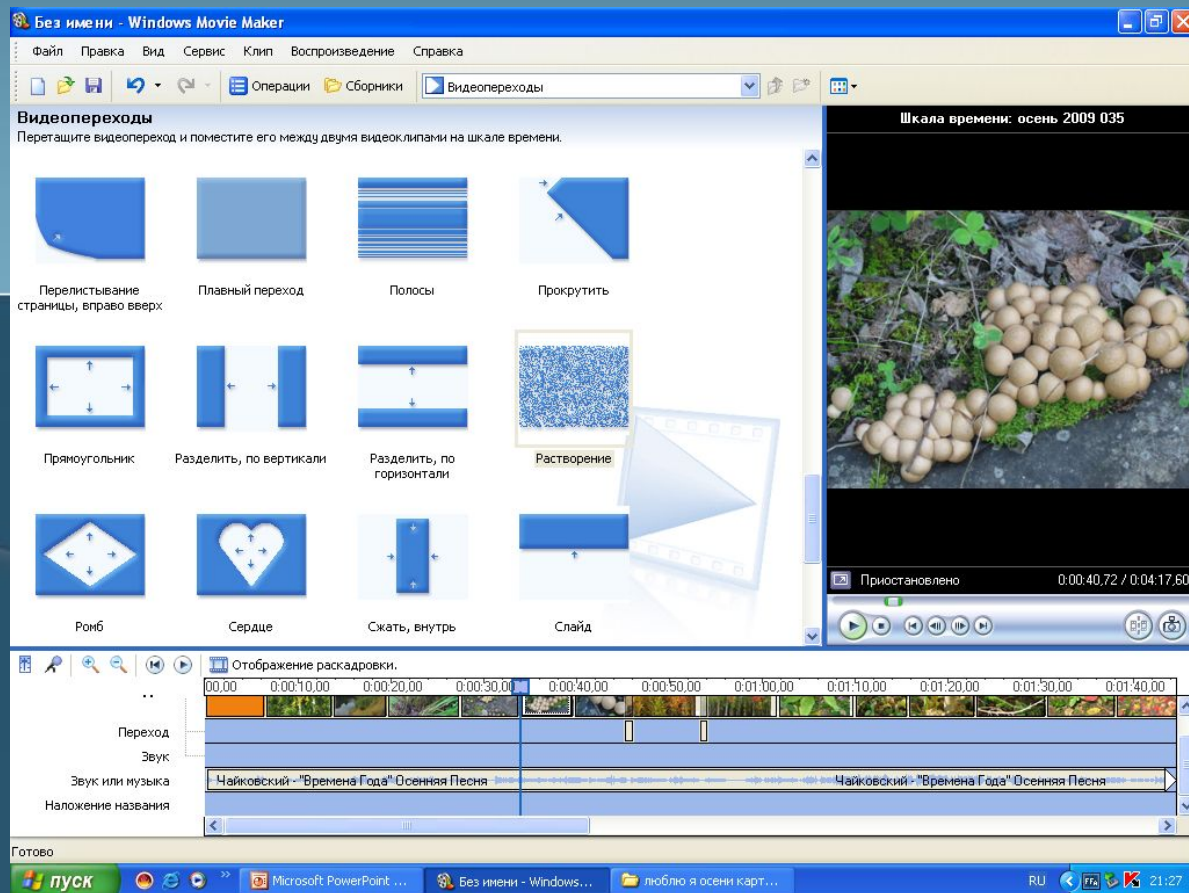 Без имени - Windows Movie Maker
Файл Правка Вид Сервис Клип Воспроизведение Справка
Операции Сборники Видеопереходы
Видеопереходы
Перетащите видеопереход и поместите его между двумя видеоклипами на шкале времени.
Шкала времени: осень 2009 035
Перелистывание страницы, вправо вверх
Плавный переход
Полосы
Прокрутить
Прямоугольник
Разделить, по вертикали
Разделить, по горизонтали
Растворение
Ромб
Сердце
Сжать, внутрь
Слайд
Приостановлено 0:00:40,72 / 0:04:17,60
Отображение раскадровки.
00,00 0:00:10,00 0:00:20,00 0:00:30,00 0:00:40,00 0:00:50,00 0:01:00,00 0:01:10,00 0:01:20,00 0:01:30,00 0:01:40,00
Переход
Звук
Звук или музыка
Чайковский - "Времена Года" Осенняя Песня Чайковский - "Времена Года" Осенняя Песня
Наложение названия
Готово
пуск Microsoft PowerPoint ... Без имени - Windows... люблю я осени карт... RU 21:27